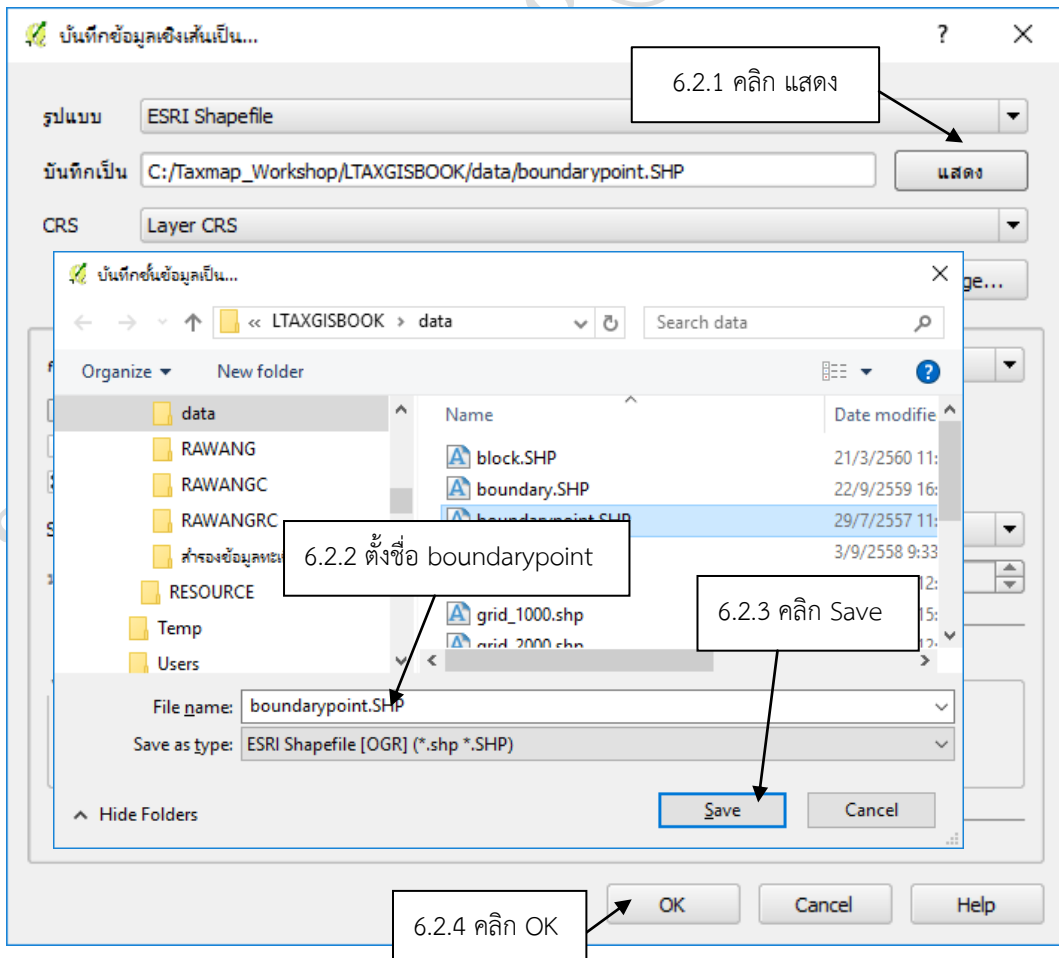 บันทึกข้อมูลเชิงเส้นเป็น...
6.2.1 คลิก แสดง
รูปแบบ ESRI Shapefile
บันทึกเป็น C:/Taxmap_Workshop/LTAXGISBOOK/data/boundarypoint.SHP แสดง
CRS Layer CRS
บันทึกชั้นข้อมูลเป็น...
ge...
« LTAXGISBOOK > data Search data
Organize New folder
data Name Date modifie
RAWANG block.SHP 21/3/2560 11:
RAWANGC boundary.SHP 22/9/2559 16:
RAWANGRC boundarypoint.SHP 29/7/2557 11:
3/9/2558 9:33
6.2.2 ตั้งชื่อ boundarypoint
12:
RESOURCE
6.2.3 คลิก Save
Temp grid_1000.shp 15:
Users grid_2000.shp 12:
File name: boundarypoint.SHP
Save as type: ESRI Shapefile [OGR] (*.shp *.SHP)
Hide Folders Save Cancel
6.2.4 คลิก OK
OK Cancel Help